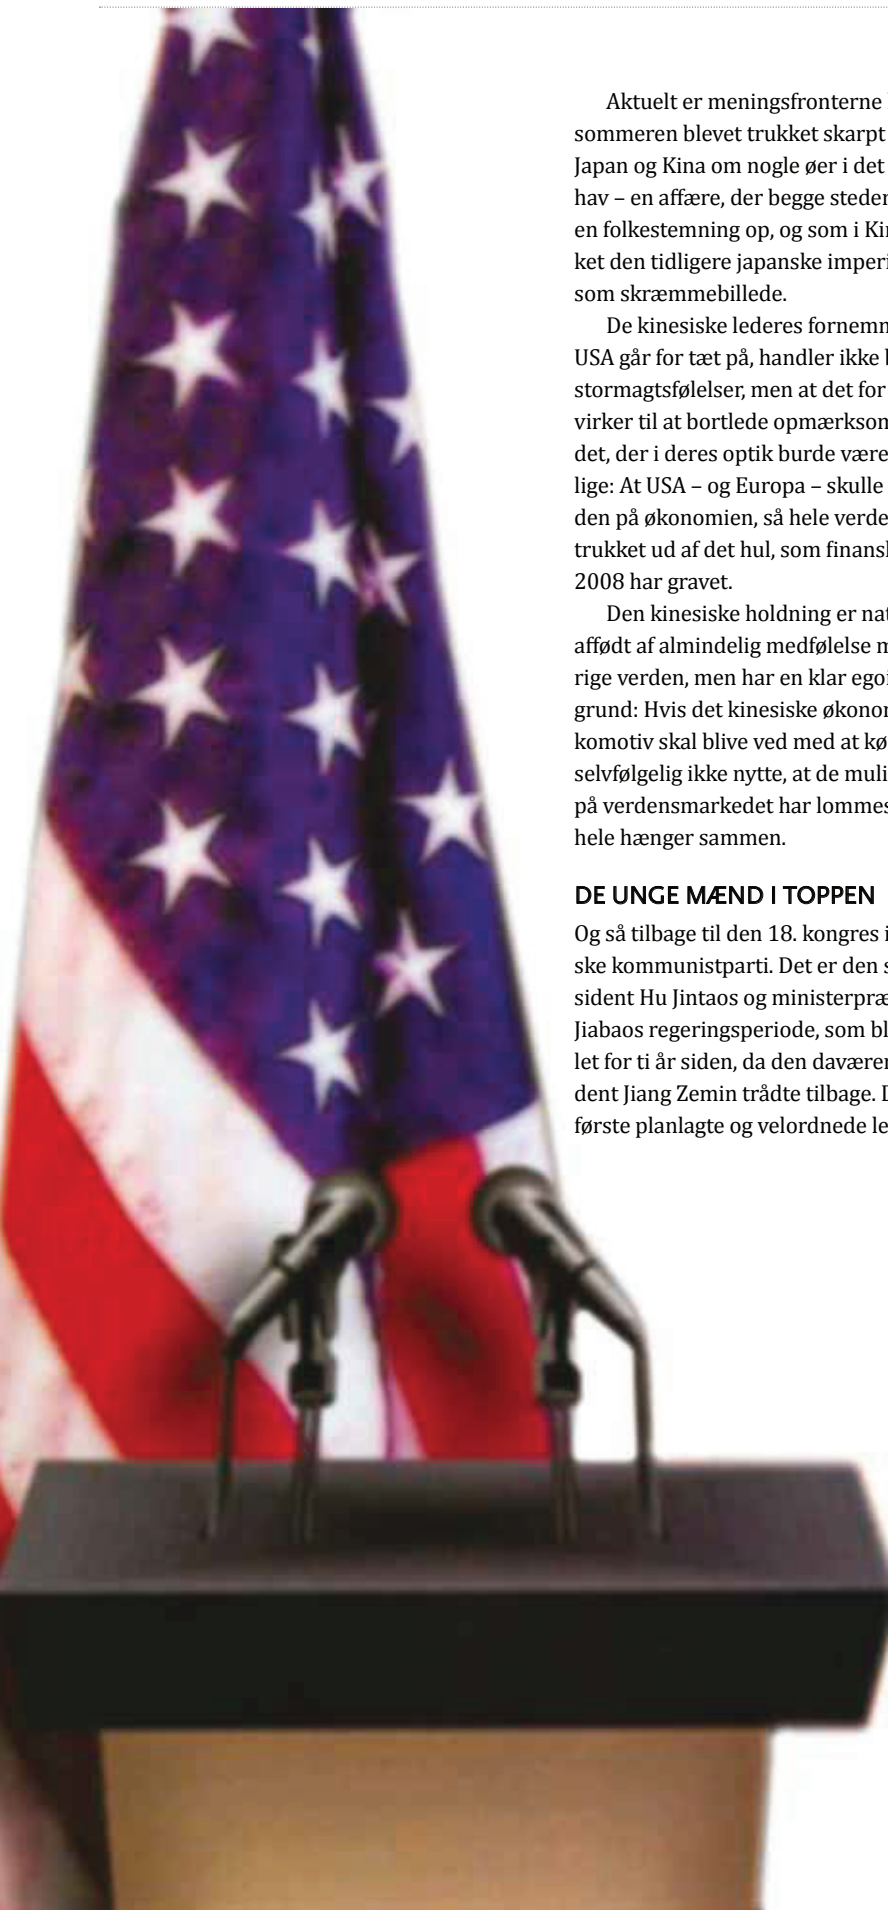 Aktuelt er meningsfronterne
sommeren blevet trukket skarpt
Japan og Kina om nogle øer i det
hav – en affære, der begge steder
en folkestemning op, og som i Kin
ket den tidligere japanske imperi
som skræmmebillede.
De kinesiske lederes fornemm
USA går for tæt på, handler ikke
stormagtsfølelser, men at det for
virker til at bortlede opmærksom
det, der i deres optik burde være
lige: At USA – og Europa – skulle
den på økonomien, så hele verde
trukket ud af det hul, som finansk
2008 har gravet.
Den kinesiske holdning er nat
affødt af almindelig medfølelse m
rige verden, men har en klar egoi
grund: Hvis det kinesiske økonom
komotiv skal blive ved med at kø
selvfølgelig ikke nytte, at de muli
på verdensmarkedet har lommes
hele hænger sammen.
DE UNGE MÆND I TOPPEN
Og så tilbage til den 18. kongres i
ske kommunistparti. Det er den s
sident Hu Jintaos og ministerpræ
Jiabaos regeringsperiode, som bl
let for ti år siden, da den daværen
dent Jiang Zemin trådte tilbage. D
første planlagte og velordnede le